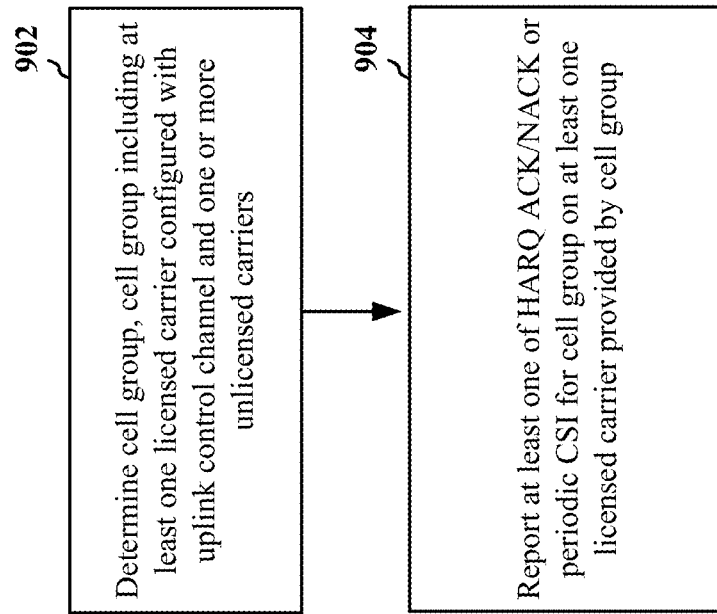 902
Determine cell group, cell group including at
least one licensed carrier configured with
uplink control channel and one or more
unlicensed carriers
904
Report at least one of HARQ ACK/NACK or
periodic CSI for cell group on at least one
licensed carrier provided by cell group